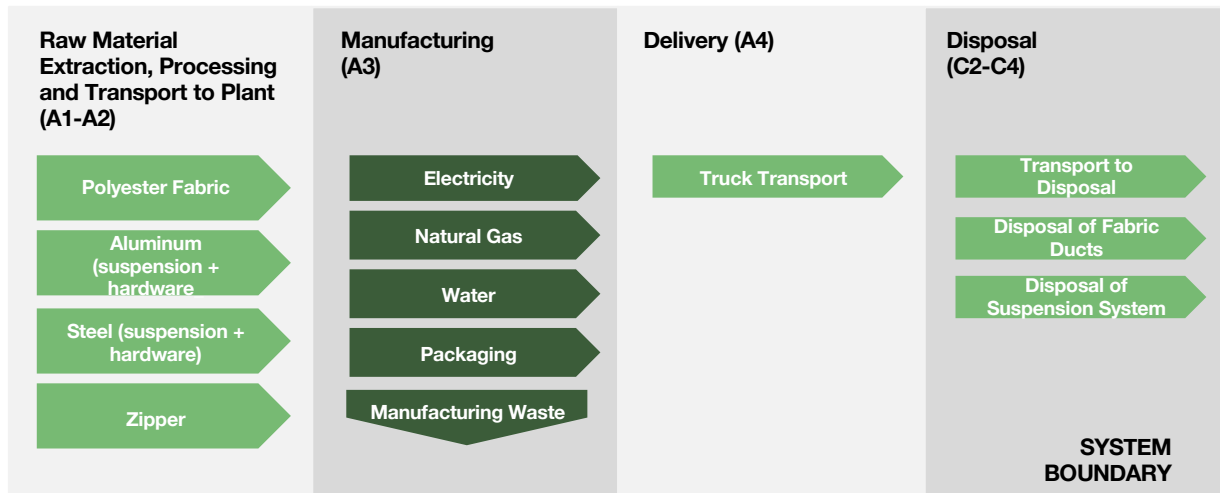 Raw Material
Extraction, Processing
and Transport to Plant
(A1-A2)
Polyester Fabric
Aluminum
(suspension +
hardware
Steel (suspension +
hardware)
Zipper
Manufacturing
(A3)
Electricity
Natural Gas
Water
Packaging
Manufacturing Waste
Delivery (A4)
Truck Transport
Disposal
(C2-C4)
Transport to
Disposal
Disposal of Fabric
Ducts
Disposal of
Suspension System
SYSTEM
BOUNDARY